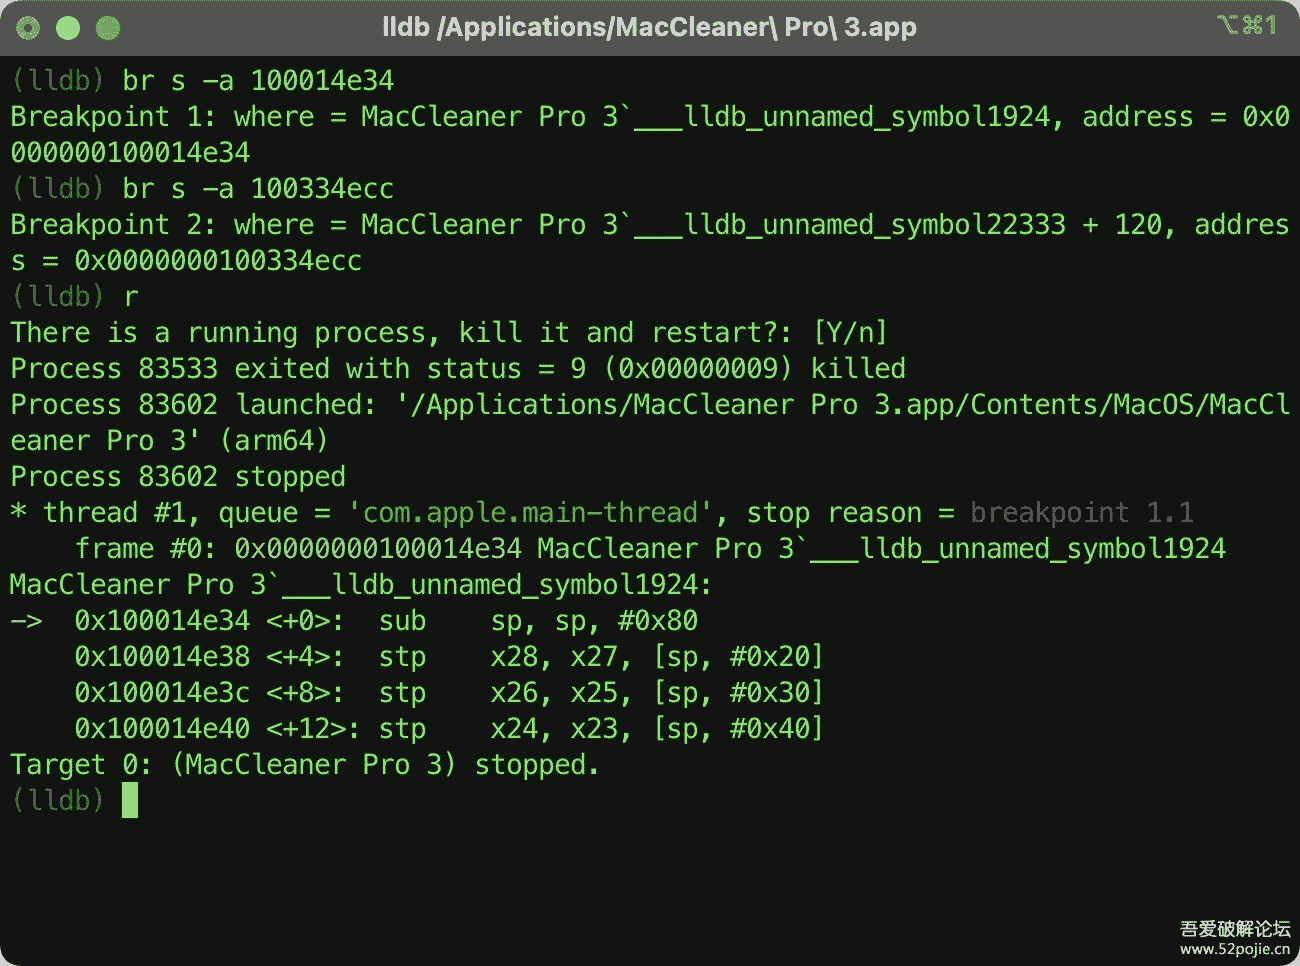 lldb /Applications/MacCleaner\ Pro\ 3.app
⌥⌘1
(lldb) br s -a 100014e34
Breakpoint 1: where = MacCleaner Pro 3`___lldb_unnamed_symbol1924, address = 0x0
000000100014e34
(lldb) br s -a 100334ecc
Breakpoint 2: where = MacCleaner Pro 3`___lldb_unnamed_symbol22333 + 120, addres
s = 0x0000000100334ecc
(lldb) r
There is a running process, kill it and restart?: [Y/n]
Process 83533 exited with status = 9 (0x00000009) killed
Process 83602 launched: '/Applications/MacCleaner Pro 3.app/Contents/MacOS/MacCl
eaner Pro 3' (arm64)
Process 83602 stopped
* thread #1, queue = 'com.apple.main-thread', stop reason = breakpoint 1.1
    frame #0: 0x0000000100014e34 MacCleaner Pro 3`___lldb_unnamed_symbol1924
MacCleaner Pro 3`___lldb_unnamed_symbol1924:
->  0x100014e34 <+0>:  sub    sp, sp, #0x80
    0x100014e38 <+4>:  stp    x28, x27, [sp, #0x20]
    0x100014e3c <+8>:  stp    x26, x25, [sp, #0x30]
    0x100014e40 <+12>: stp    x24, x23, [sp, #0x40]
Target 0: (MacCleaner Pro 3) stopped.
(lldb)
吾爱破解论坛
www.52pojie.cn